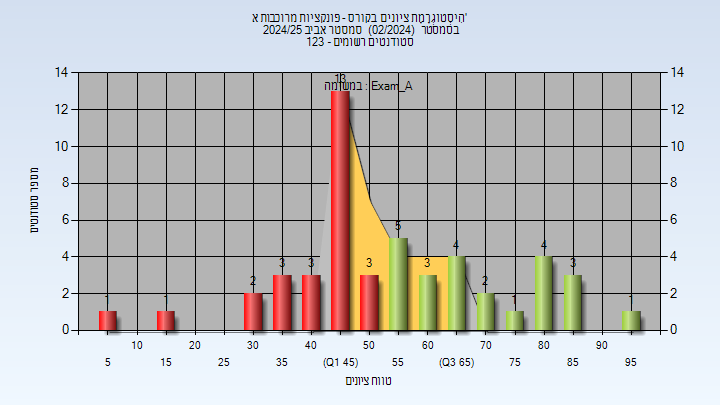 הִיסְטוֹגְרַמַּת ציונים בקורס - פונקציות מרוכבות א'
בסמסטר (02/2024) סמסטר אביב 2024/25
סטודנטים רשומים - 123
במשימה : Exam_A
מספר סטודנטים
14 14
12 12
10 10
8 8
6 6
4 4
2 2
0 0
1 1 2 3 3 13 3 5 3 4 2 1 4 3 1
10 20 30 40 50 60 70 80 90
5 15 25 35 (Q1 45) 55 (Q3 65) 75 85 95
טווח ציונים